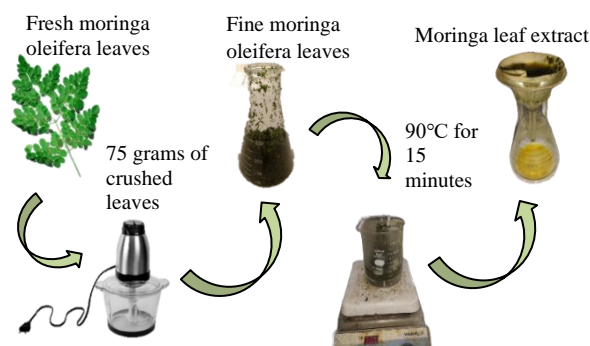 Fresh moringa
oleifera leaves
75 grams of
crushed
leaves
Fine moringa
oleifera leaves
90°C for
15
minutes
Moringa leaf extract